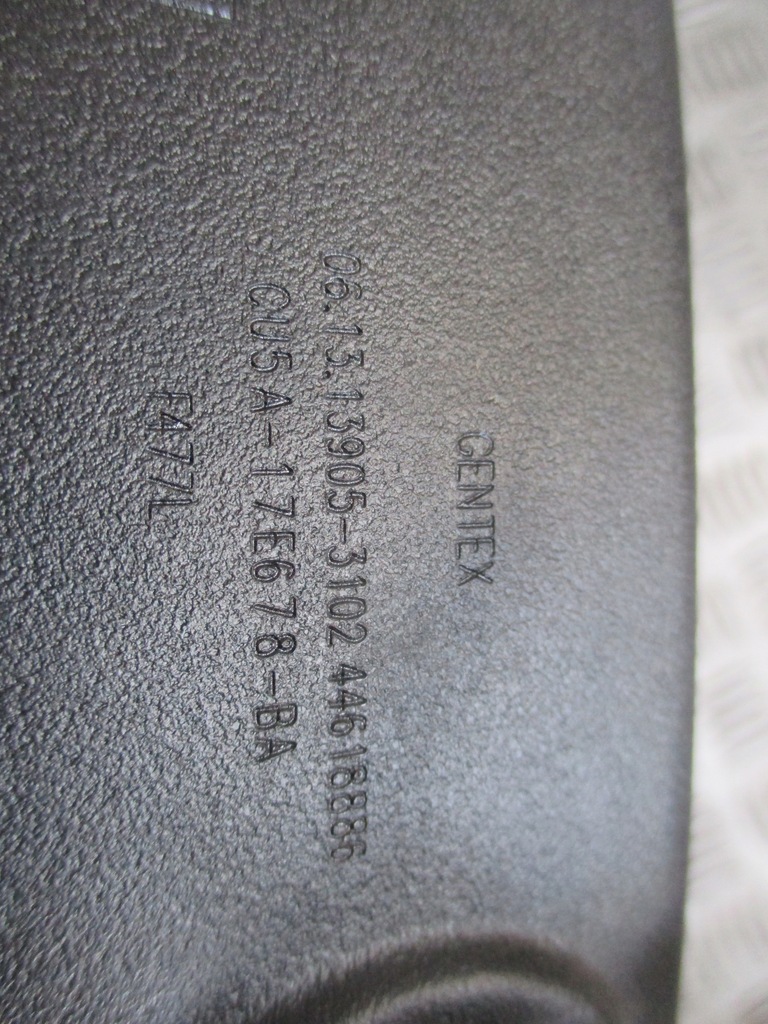 GENTEX
06.13.13905-3102 44618886
CU5A-17E678-BA
F477L